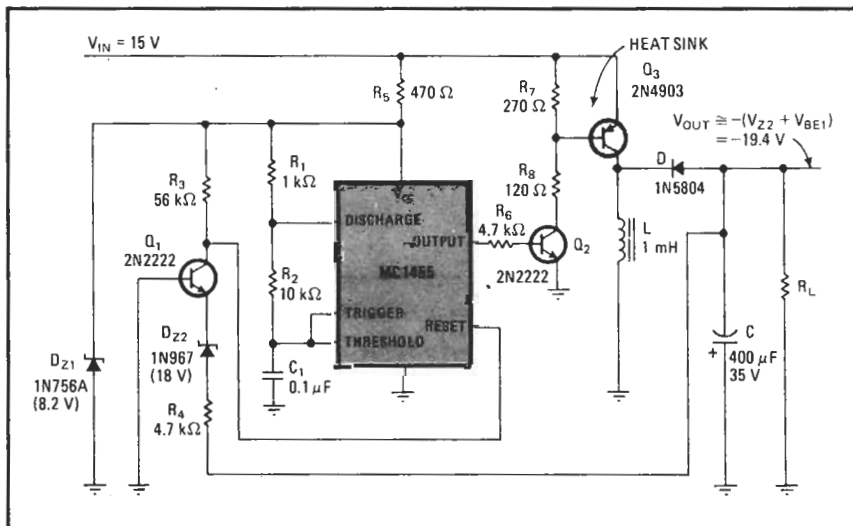 V_IN = 15 V
HEAT SINK
R5 470 Ω
R7
270 Ω
Q3
2N4903
V_OUT ≅ -(V_Z2 + V_BE1)
= -19.4 V
R3
56 kΩ
R1
1 kΩ
R8
120 Ω
D
1N5804
DISCHARGE
R6
4.7 kΩ
OUTPUT
Q1
2N2222
Q2
2N2222
L
1 mH
R2
10 kΩ
MC1455
RL
TRIGGER
RESET
THRESHOLD
DZ2
1N967
(18 V)
DZ1
1N756A
(8.2 V)
C1
0.1 μF
C
+ 400 μF
35 V
R4
4.7 kΩ